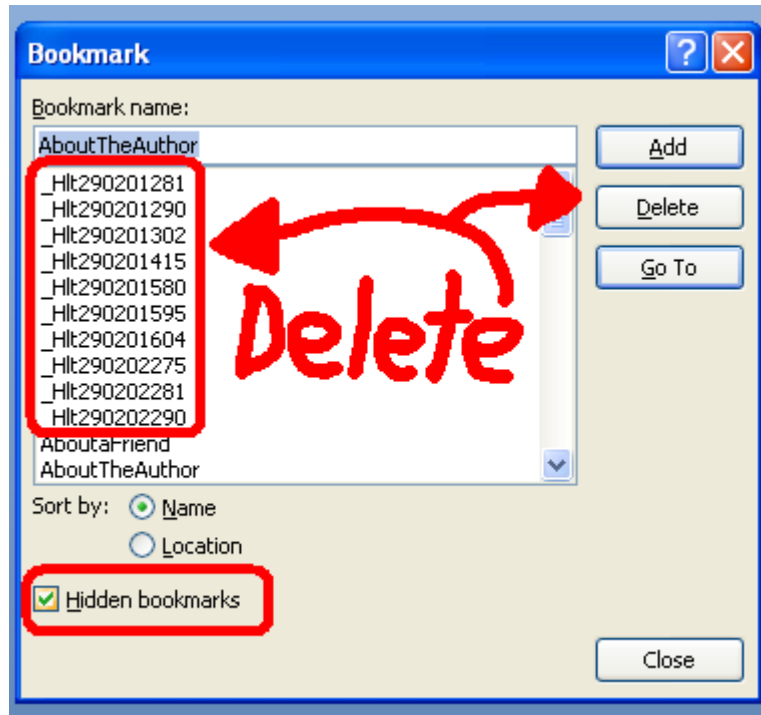 Bookmark
Bookmark name:
AboutTheAuthor
Add
_Hlt290201281
_Hlt290201290
_Hlt290201302
_Hlt290201415
_Hlt290201580
_Hlt290201595
_Hlt290201604
_Hlt290202275
_Hlt290202281
_Hlt290202290
AboutaFriend
AboutTheAuthor
Delete
Go To
Delete
Sort by: Name
Location
Hidden bookmarks
Close